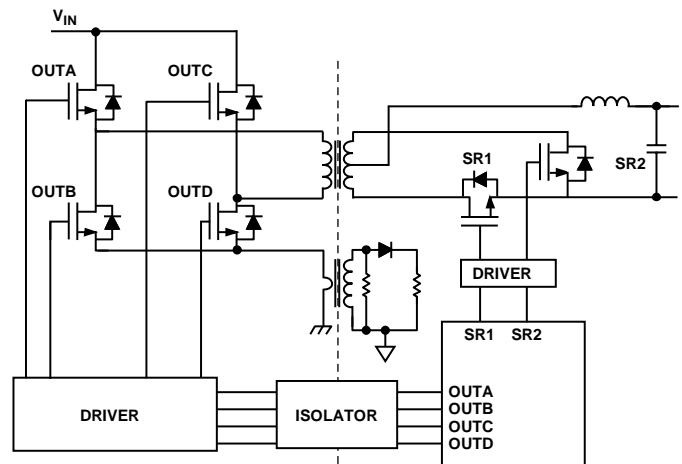 VIN
OUTA
OUTC
SR1
SR2
OUTB
OUTD
DRIVER
SR1 SR2
DRIVER
ISOLATOR
OUTA
OUTB
OUTC
OUTD